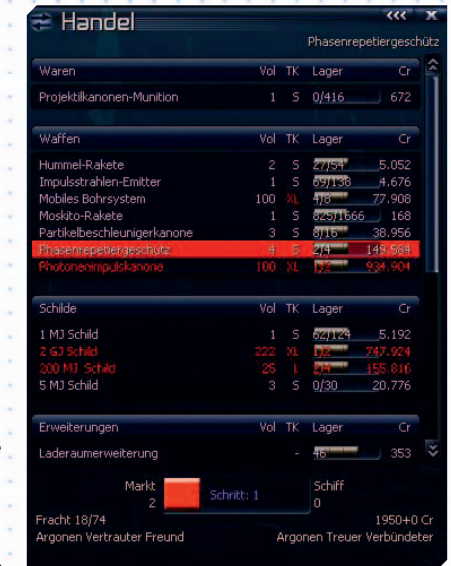 Handel
<<< x
Phasenrepetiergeschütz
Waren Vol TK Lager Cr
Projektilkanonen-Munition 1 S 0/416 672
Waffen Vol TK Lager Cr
Hummel-Rakete 2 S 27/54 5.052
Impulsstrahlen-Emitter 1 S 69/138 4.676
Mobiles Bohrsystem 100 XL 4/8 77.908
Moskito-Rakete 1 S 825/1666 168
Partikelbeschleunigerkanone 3 S 8/16 38.956
Phasenrepetiergeschütz 4 S 2/4
Photonenimpulskanone 100 XL 1/2 934.904
Schilde Vol TK Lager Cr
1 MJ Schild 1 S 62/124 5.192
2 GJ Schild 222 XL 1/2 747.924
200 MJ Schild 2/4 155.816
5 MJ Schild 3 S 0/30 20.776
Erweiterungen Vol TK Lager Cr
Laderaumerweiterung - 46 353
Markt Schiff
2 Schritt: 1 0
Fracht 18/74 1950+0 Cr
Argonen Vertrauter Freund Argonen Treuer Verbündeter